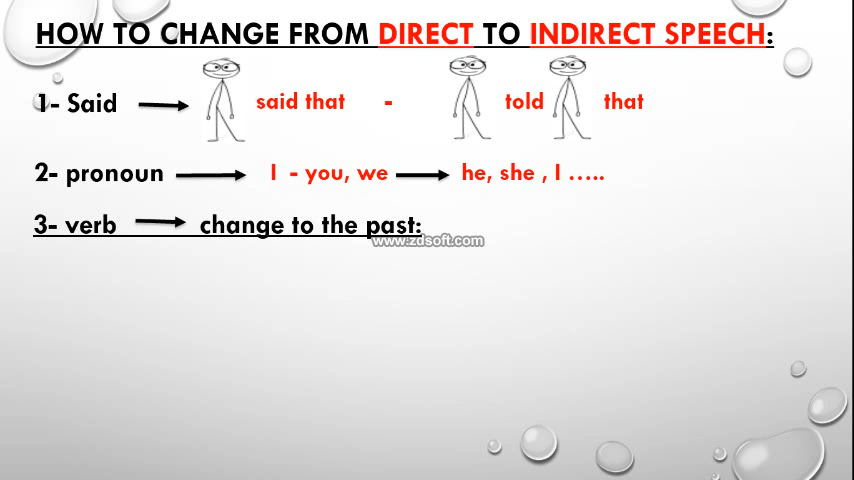 HOW TO CHANGE FROM DIRECT TO INDIRECT SPEECH:
1- Said said that - told that
2- pronoun I - you, we he, she , I .....
3- verb change to the past:
www.zdsoft.com